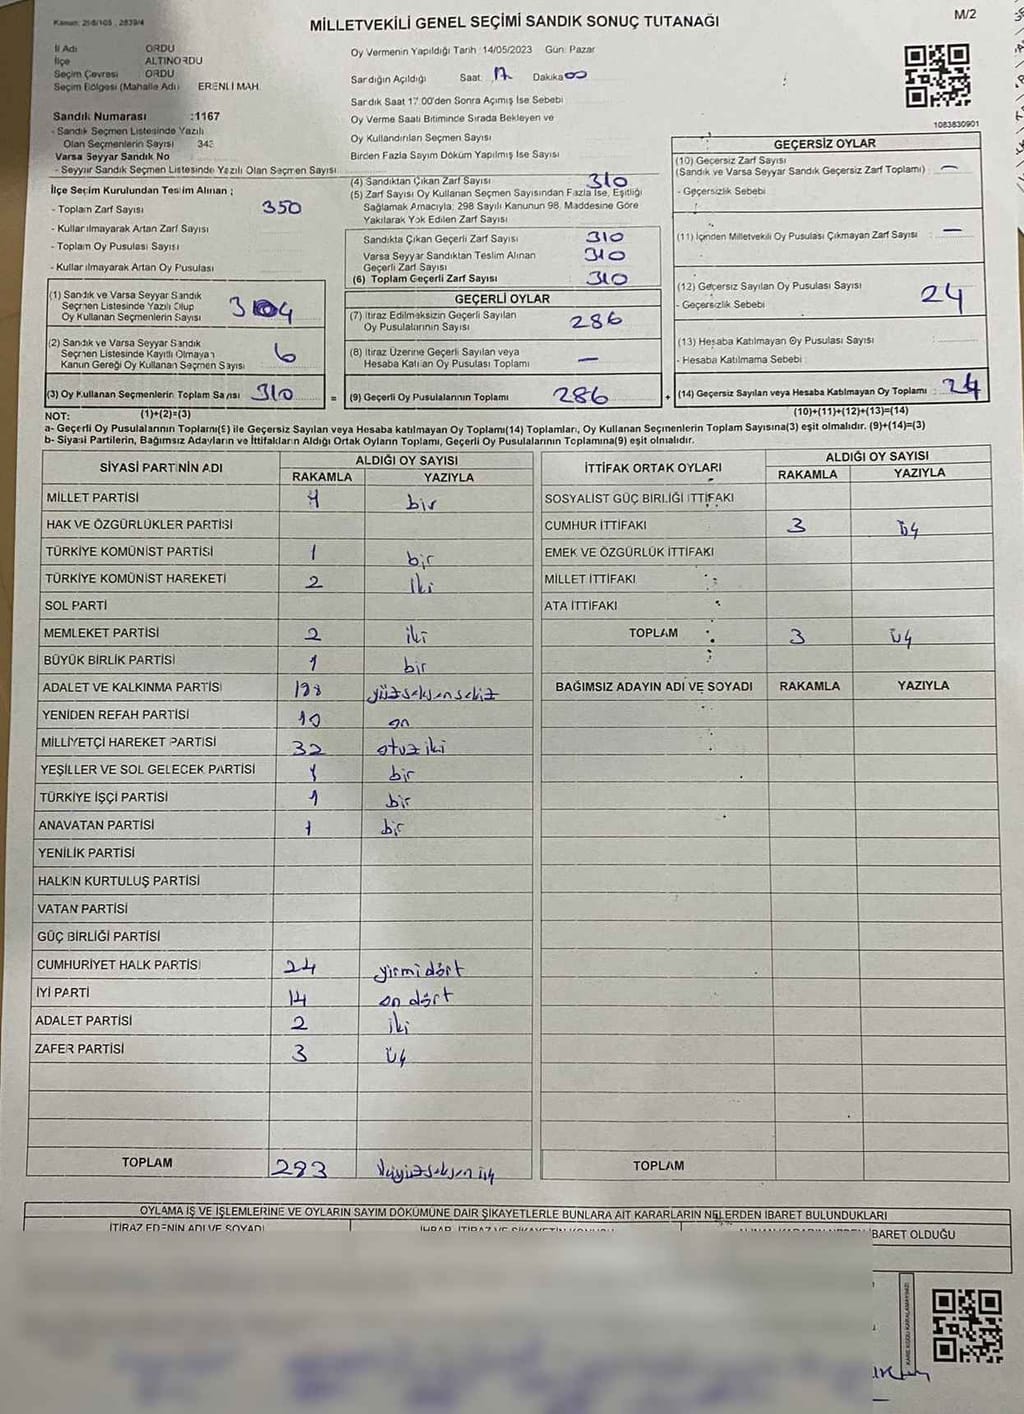 Kanun: 298/105 , 2839/4
MİLLETVEKİLİ GENEL SEÇİMİ SANDIK SONUÇ TUTANAĞI
M/2
İl Adı ORDU
İlçe ALTINORDU
Seçim Çevresi ORDU
Seçim Bölgesi (Mahalle Adı) ERENLİ MAH.
Sandık Numarası :1167
- Sandık Seçmen Listesinde Yazılı
Olan Seçmenlerin Sayısı 343
Varsa Seyyar Sandık No
- Seyyar Sandık Seçmen Listesinde Yazılı Olan Seçmen Sayısı
İlçe Seçim Kurulundan Teslim Alınan ;
- Toplam Zarf Sayısı 350
- Kullanılmayarak Artan Zarf Sayısı
- Toplam Oy Pusulası Sayısı
- Kullanılmayarak Artan Oy Pusulası
(1) Sandık ve Varsa Seyyar Sandık
Seçmen Listesinde Yazılı Olup
Oy Kullanan Seçmenlerin Sayısı 304
(2) Sandık ve Varsa Seyyar Sandık
Seçmen Listesinde Kayıtlı Olmayan
Kanun Gereği Oy Kullanan Seçmen Sayısı 6
(3) Oy Kullanan Seçmenlerin Toplam Sayısı 310 =
Oy Vermenin Yapıldığı Tarih :14/05/2023 Gün: Pazar
Sandığın Açıldığı Saat: 17 Dakika 00
Sandık Saat 17:00'den Sonra Açılmış İse Sebebi
Oy Verme Saati Bitiminde Sırada Bekleyen ve
Oy Kullandırılan Seçmen Sayısı
Birden Fazla Sayım Döküm Yapılmış İse Sayısı
(4) Sandıktan Çıkan Zarf Sayısı 310
(5) Zarf Sayısı Oy Kullanan Seçmen Sayısından Fazla İse, Eşitliği
Sağlamak Amacıyla, 298 Sayılı Kanunun 98. Maddesine Göre
Yakılarak Yok Edilen Zarf Sayısı
Sandıkta Çıkan Geçerli Zarf Sayısı 310
Varsa Seyyar Sandıktan Teslim Alınan
Geçerli Zarf Sayısı 310
(6) Toplam Geçerli Zarf Sayısı 310
GEÇERLİ OYLAR
(7) İtiraz Edilmeksizin Geçerli Sayılan
Oy Pusulalarının Sayısı 286
(8) İtiraz Üzerine Geçerli Sayılan veya
Hesaba Katılan Oy Pusulası Toplamı —
(9) Geçerli Oy Pusulalarının Toplamı 286 +
1083830901
GEÇERSİZ OYLAR
(10) Geçersiz Zarf Sayısı
(Sandık ve Varsa Seyyar Sandık Geçersiz Zarf Toplamı) —
- Geçersizlik Sebebi
(11) İçinden Milletvekili Oy Pusulası Çıkmayan Zarf Sayısı —
(12) Geçersiz Sayılan Oy Pusulası Sayısı 24
- Geçersizlik Sebebi
(13) Hesaba Katılmayan Oy Pusulası Sayısı
- Hesaba Katılmama Sebebi
(14) Geçersiz Sayılan veya Hesaba Katılmayan Oy Toplamı : 24
NOT: (1)+(2)=(3) (10)+(11)+(12)+(13)=(14)
a- Geçerli Oy Pusulalarının Toplamı(9) ile Geçersiz Sayılan veya Hesaba katılmayan Oy Toplamı(14) Toplamları, Oy Kullanan Seçmenlerin Toplam Sayısına(3) eşit olmalıdır. (9)+(14)=(3)
b- Siyasi Partilerin, Bağımsız Adayların ve İttifakların Aldığı Ortak Oyların Toplamı, Geçerli Oy Pusulalarının Toplamına(9) eşit olmalıdır.
SİYASİ PARTİNİN ADI ALDIĞI OY SAYISI
RAKAMLA YAZIYLA
MİLLET PARTİSİ bir
HAK VE ÖZGÜRLÜKLER PARTİSİ
TÜRKİYE KOMÜNİST PARTİSİ 1 bir
TÜRKİYE KOMÜNİST HAREKETİ 2 iki
SOL PARTİ
MEMLEKET PARTİSİ 2 iki
BÜYÜK BİRLİK PARTİSİ 1 bir
ADALET VE KALKINMA PARTİSİ 188 yüzseksensekiz
YENİDEN REFAH PARTİSİ 10 on
MİLLİYETÇİ HAREKET PARTİSİ 32 otuz iki
YEŞİLLER VE SOL GELECEK PARTİSİ 1 bir
TÜRKİYE İŞÇİ PARTİSİ 1 bir
ANAVATAN PARTİSİ 1 bir
YENİLİK PARTİSİ
HALKIN KURTULUŞ PARTİSİ
VATAN PARTİSİ
GÜÇ BİRLİĞİ PARTİSİ
CUMHURİYET HALK PARTİSİ 24 yirmidört
İYİ PARTİ 14 on dört
ADALET PARTİSİ 2 iki
ZAFER PARTİSİ 3 üç
TOPLAM 283 ikiyüzseksen üç
İTTİFAK ORTAK OYLARI ALDIĞI OY SAYISI
RAKAMLA YAZIYLA
SOSYALİST GÜÇ BİRLİĞİ İTTİFAKI
CUMHUR İTTİFAKI 3 üç
EMEK VE ÖZGÜRLÜK İTTİFAKI
MİLLET İTTİFAKI
ATA İTTİFAKI
TOPLAM 3 üç
BAĞIMSIZ ADAYIN ADI VE SOYADI RAKAMLA YAZIYLA
TOPLAM
OYLAMA İŞ VE İŞLEMLERİNE VE OYLARIN SAYIM DÖKÜMÜNE DAİR ŞİKAYETLERLE BUNLARA AİT KARARLARIN NELERDEN İBARET BULUNDUKLARI
İTİRAZ EDENİN ADI VE SOYADI
İBARET OLDUĞU
KARE KODU KARALAMAYINIZ!